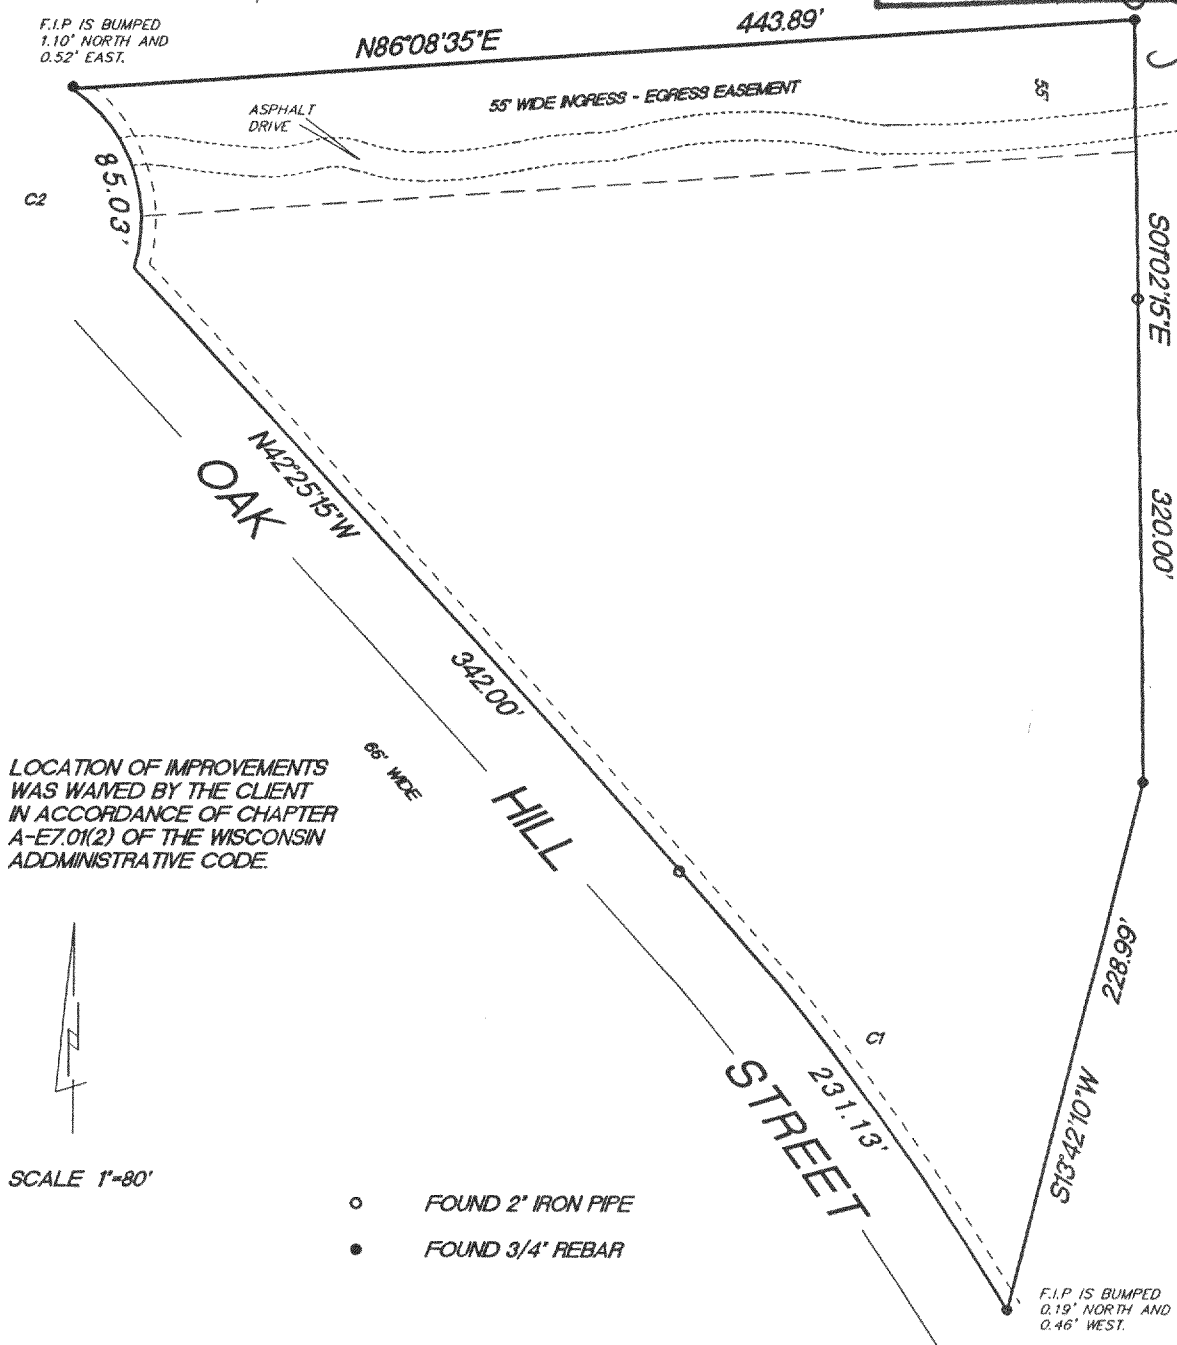 F.I.P IS BUMPED
1.10' NORTH AND
0.52' EAST.
N86°08'35"E
443.89'
ASPHALT
DRIVE
55' WIDE INGRESS - EGRESS EASEMENT
55'
85.03'
C2
S01°02'15"E
320.00'
N42°25'15"W
342.00'
OAK
HILL
STREET
66' WIDE
LOCATION OF IMPROVEMENTS
WAS WAIVED BY THE CLIENT
IN ACCORDANCE OF CHAPTER
A-E7.01(2) OF THE WISCONSIN
ADDMINISTRATIVE CODE.
C1
231.13'
228.99'
S13°42'10"W
SCALE 1"=80'
FOUND 2" IRON PIPE
FOUND 3/4" REBAR
F.I.P. IS BUMPED
0.19' NORTH AND
0.46' WEST.